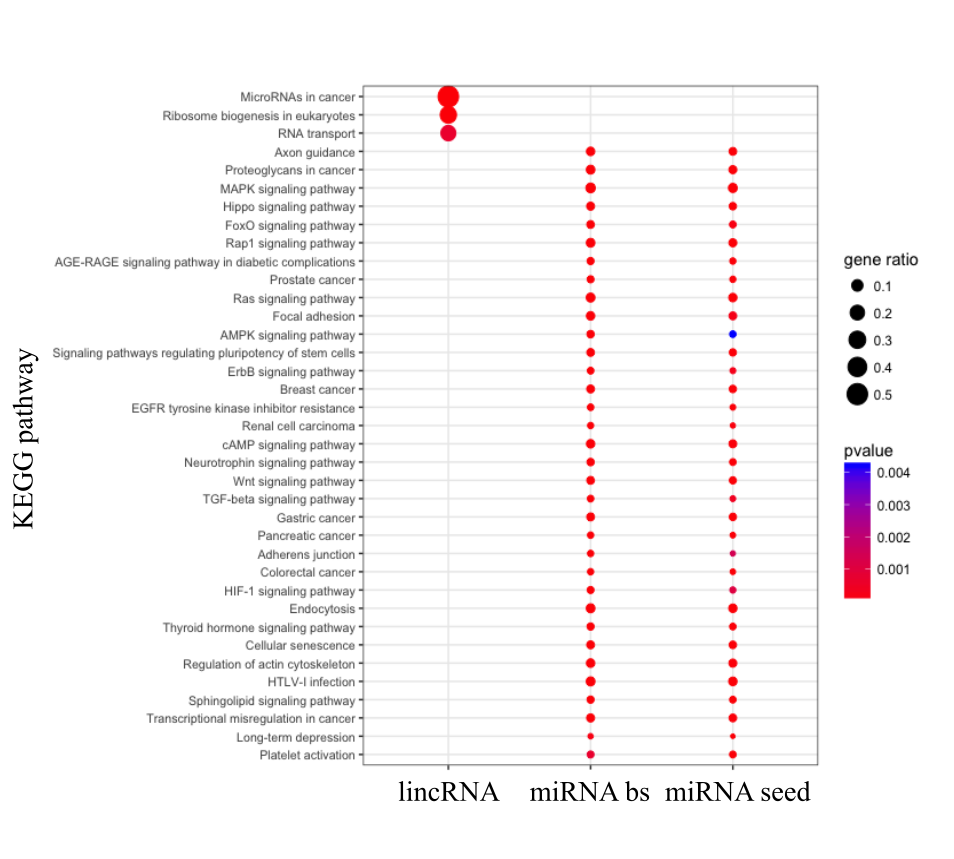 MicroRNAs in cancer
Ribosome biogenesis in eukaryotes
RNA transport
Axon guidance
Proteoglycans in cancer
MAPK signaling pathway
Hippo signaling pathway
FoxO signaling pathway
Rap1 signaling pathway
AGE-RAGE signaling pathway in diabetic complications
Prostate cancer
Ras signaling pathway
Focal adhesion
AMPK signaling pathway
Signaling pathways regulating pluripotency of stem cells
ErbB signaling pathway
Breast cancer
EGFR tyrosine kinase inhibitor resistance
Renal cell carcinoma
cAMP signaling pathway
Neurotrophin signaling pathway
Wnt signaling pathway
TGF-beta signaling pathway
Gastric cancer
Pancreatic cancer
Adherens junction
Colorectal cancer
HIF-1 signaling pathway
Endocytosis
Thyroid hormone signaling pathway
Cellular senescence
Regulation of actin cytoskeleton
HTLV-I infection
Sphingolipid signaling pathway
Transcriptional misregulation in cancer
Long-term depression
Platelet activation
KEGG pathway
lincRNA miRNA bs miRNA seed
gene ratio
0.1
0.2
0.3
0.4
0.5
pvalue
0.004
0.003
0.002
0.001